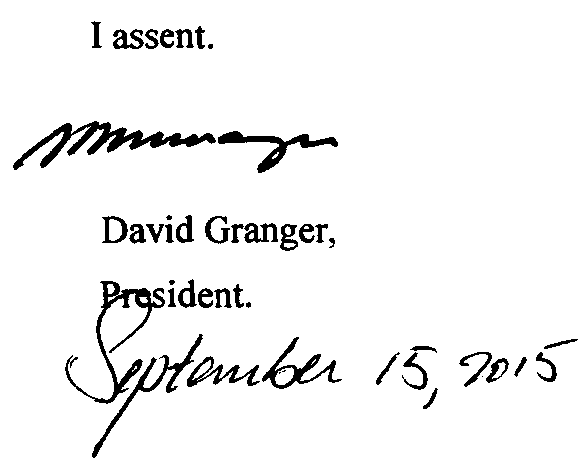 I assent.
David Granger,
President.
September 15, 2015